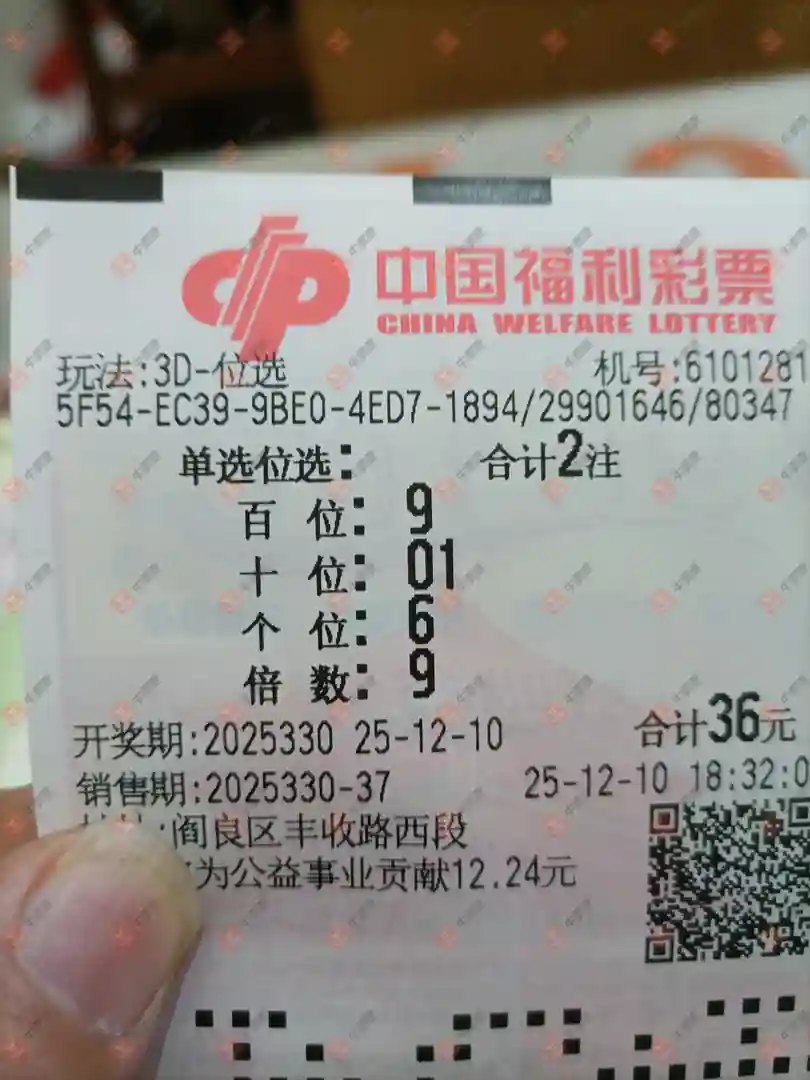 中国福利彩票
CHINA WELFARE LOTTERY
玩法:3D-位选 机号:6101281
5F54-EC39-9BE0-4ED7-1894/29901646/80347
单选位选: 合计2注
百 位: 9
十 位: 01
个 位: 6
倍 数: 9
开奖期:2025330 25-12-10 合计36元
销售期:2025330-37 25-12-10 18:32:0
:阎良区丰收路西段
为公益事业贡献12.24元